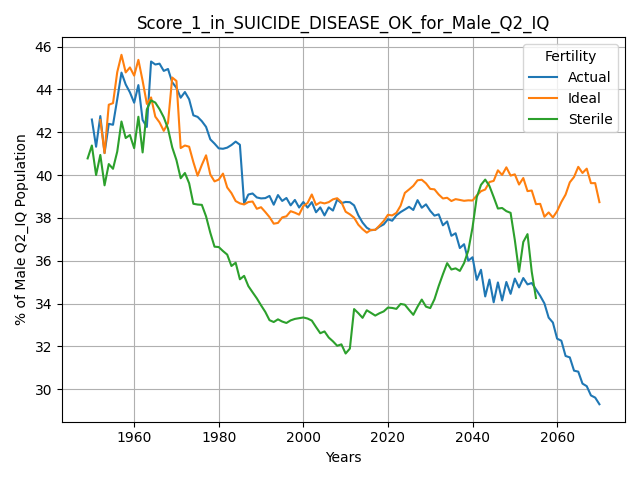 Score_1_in_SUICIDE_DISEASE_OK_for_Male_Q2_IQ
Fertility
Actual
Ideal
Sterile
% of Male Q2_IQ Population
46
44
42
40
38
36
34
32
30
1960
1980
2000
2020
2040
2060
Years